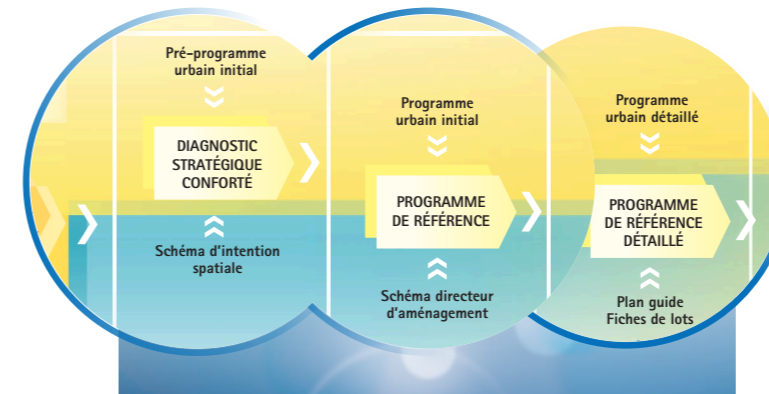 Pré-programme
urbain initial
DIAGNOSTIC
STRATÉGIQUE
CONFORTÉ
Schéma d'intention
spatiale
Programme
urbain initial
PROGRAMME
DE RÉFÉRENCE
Schéma directeur
d'aménagement
Programme
urbain détaillé
PROGRAMME
DE RÉFÉRENCE
DÉTAILLÉ
Plan guide
Fiches de lots